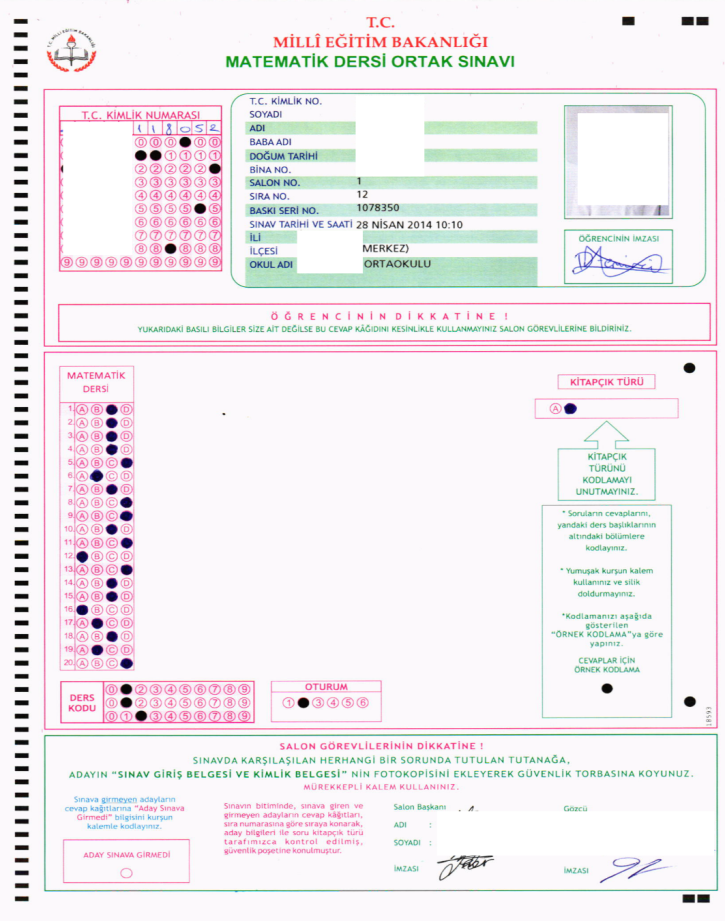 T.C.
MİLLÎ EĞİTİM BAKANLIĞI
MATEMATİK DERSİ ORTAK SINAVI
T.C. KİMLİK NUMARASI
1 1 8 0 5 2
T.C. KİMLİK NO.
SOYADI
ADI
BABA ADI
DOĞUM TARİHİ
BİNA NO.
SALON NO. 1
SIRA NO. 12
BASKI SERİ NO. 1078350
SINAV TARİHİ VE SAATİ 28 NİSAN 2014 10:10
İLİ
İLÇESİ MERKEZ)
OKUL ADI ORTAOKULU
ÖĞRENCİNİN İMZASI
ÖĞRENCİNİN DİKKATİNE !
YUKARIDAKİ BASILI BİLGİLER SİZE AİT DEĞİLSE BU CEVAP KÂĞIDINI KESİNLİKLE KULLANMAYINIZ SALON GÖREVLİLERİNE BİLDİRİNİZ.
MATEMATİK
DERSİ
1. A B D
2. A B D
3. A B D
4. A B D
5. A B C
6. A C D
7. A B D
8. A B C
9. A B C
10. A B D
11. A B C
12. B C D
13. A B C
14. A B D
15. A B D
16. B C D
17. A C D
18. A B D
19. A C D
20. A B C
KİTAPÇIK TÜRÜ
A
KİTAPÇIK
TÜRÜNÜ
KODLAMAYI
UNUTMAYINIZ.
* Soruların cevaplarını,
yandaki ders başlıklarının
altındaki bölümlere
kodlayınız.
* Yumuşak kurşun kalem
kullanınız ve silik
doldurmayınız.
*Kodlamanızı aşağıda
gösterilen
"ÖRNEK KODLAMA"ya göre
yapınız.
CEVAPLAR İÇİN
ÖRNEK KODLAMA
18593
DERS
KODU
0 2 3 4 5 6 7 8 9
0 2 3 4 5 6 7 8 9
0 1 3 4 5 6 7 8 9
OTURUM
1 3 4 5 6
SALON GÖREVLİLERİNİN DİKKATİNE !
SINAVDA KARŞILAŞILAN HERHANGİ BİR SORUNDA TUTULAN TUTANAĞA,
ADAYIN "SINAV GİRİŞ BELGESİ VE KİMLİK BELGESİ" NİN FOTOKOPİSİNİ EKLEYEREK GÜVENLİK TORBASINA KOYUNUZ.
MÜREKKEPLİ KALEM KULLANINIZ.
Sınava girmeyen adayların
cevap kağıtlarına "Aday Sınava
Girmedi" bilgisini kurşun
kalemle kodlayınız.
ADAY SINAVA GİRMEDİ
Sınavın bitiminde, sınava giren ve
girmeyen adayların cevap kâğıtları,
sıra numarasına göre sıraya konarak,
aday bilgileri ile soru kitapçık türü
tarafımızca kontrol edilmiş,
güvenlik poşetine konulmuştur.
Salon Başkanı
ADI :
SOYADI :
İMZASI
Gözcü
İMZASI